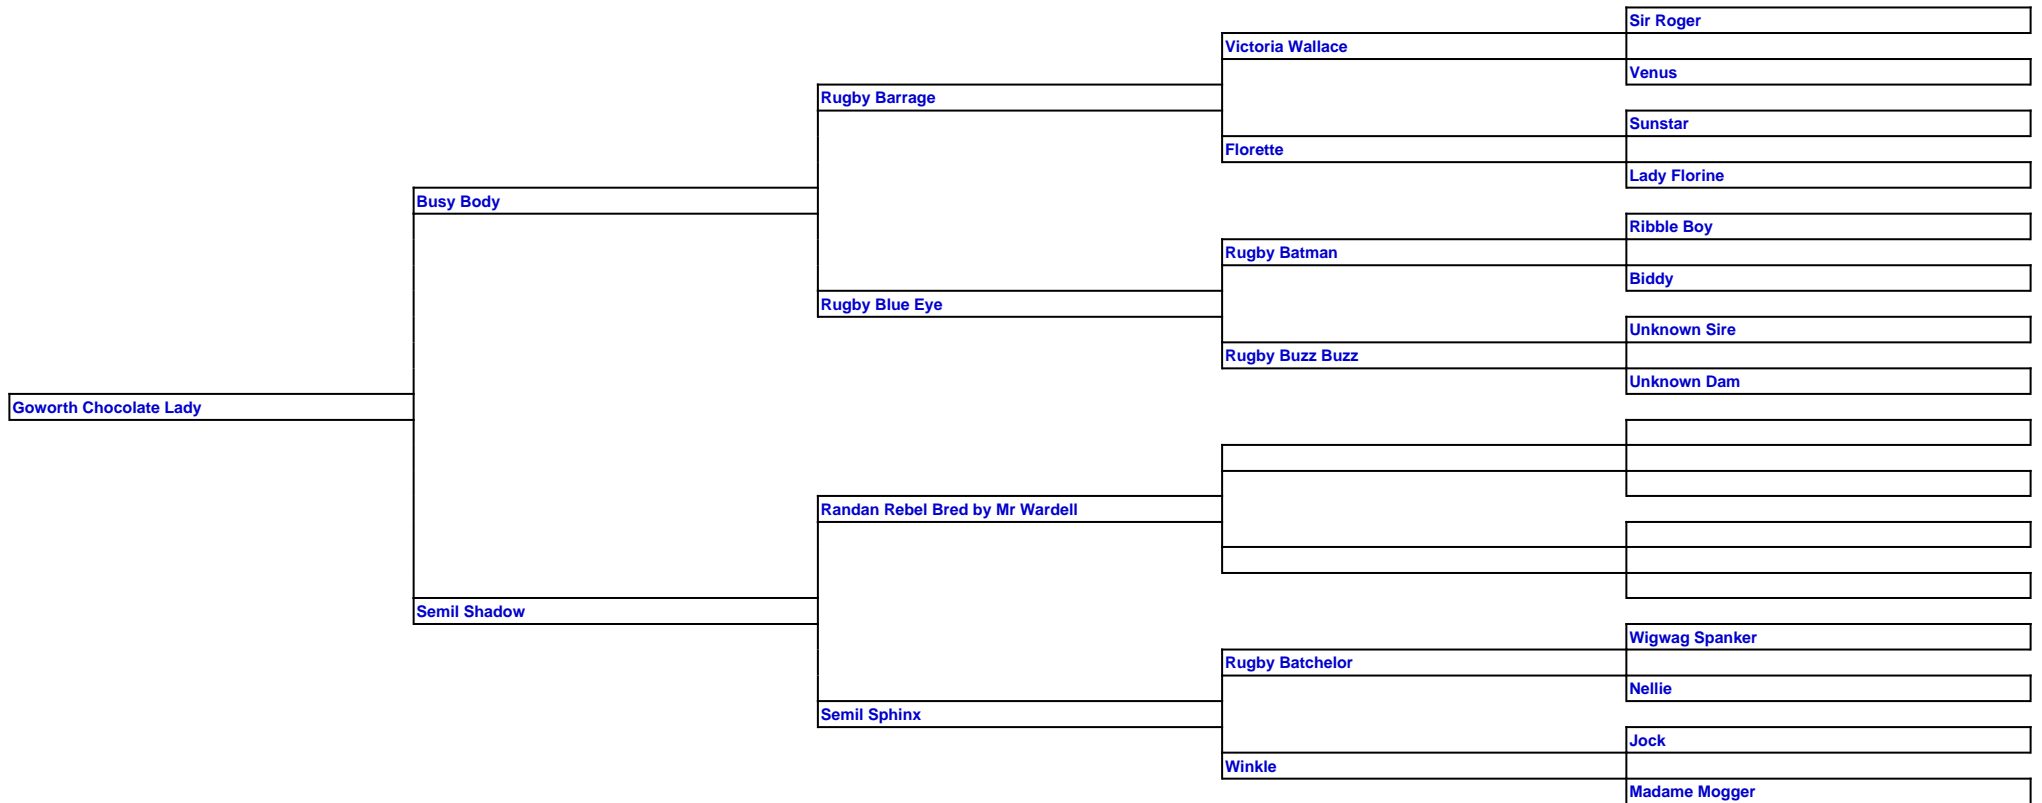 Sir Roger
Victoria Wallace
Venus
Rugby Barrage
Sunstar
Florette
Lady Florine
Busy Body
Ribble Boy
Rugby Batman
Biddy
Rugby Blue Eye
Unknown Sire
Rugby Buzz Buzz
Unknown Dam
Goworth Chocolate Lady
Randan Rebel Bred by Mr Wardell
Semil Shadow
Wigwag Spanker
Rugby Batchelor
Nellie
Semil Sphinx
Jock
Winkle
Madame Mogger